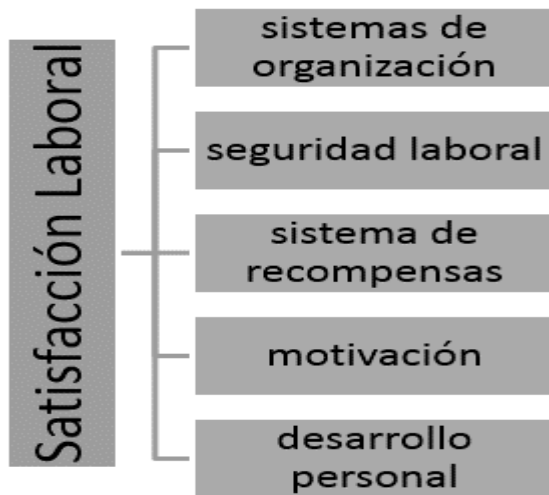 Satisfacción Laboral
sistemas de
organización
seguridad laboral
sistema de
recompensas
motivación
desarrollo
personal